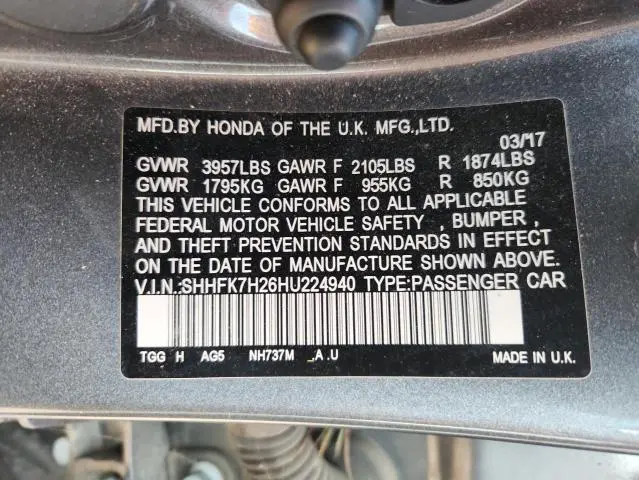 MFD.BY HONDA OF THE U.K. MFG.,LTD.
03/17
GVWR 3957LBS GAWR F 2105LBS R 1874LBS
GVWR 1795KG GAWR F 955KG R 850KG
THIS VEHICLE CONFORMS TO ALL APPLICABLE
FEDERAL MOTOR VEHICLE SAFETY , BUMPER ,
AND THEFT PREVENTION STANDARDS IN EFFECT
ON THE DATE OF MANUFACTURE SHOWN ABOVE.
V.I.N.:SHHFK7H26HU224940 TYPE:PASSENGER CAR
TGG H AG5 NH737M _A .U MADE IN U.K.